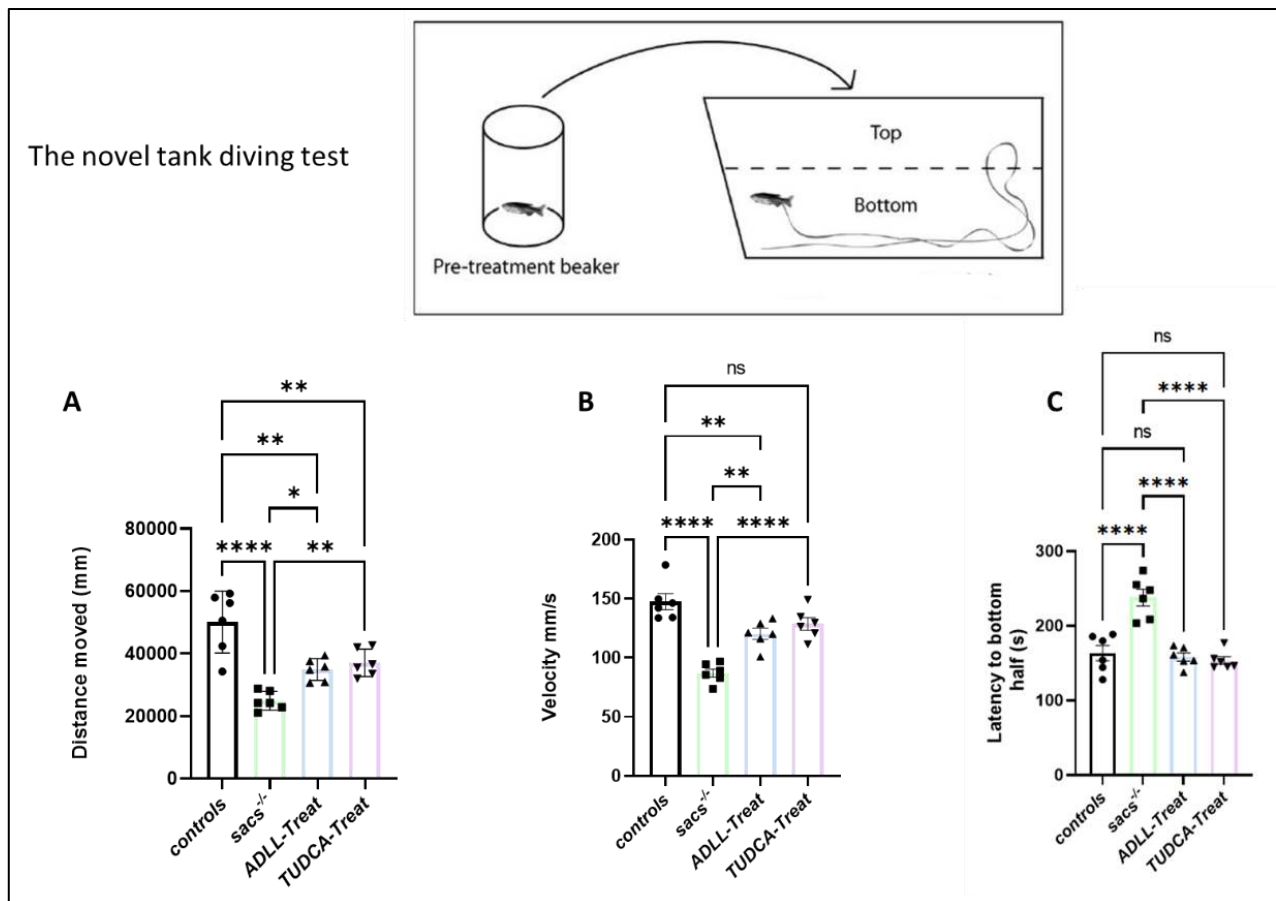 The novel tank diving test
Top
Bottom
Pre-treatment beaker
A
**
**
*
****
**
Distance moved (mm)
80000
60000
40000
20000
0
controls
sacs-/-
ADLL-Treat
TUDCA-Treat
B
ns
**
**
****
****
Velocity mm/s
200
150
100
50
0
controls
sacs-/-
ADLL-Treat
TUDCA-Treat
C
ns
****
ns
****
****
Latency to bottom
half (s)
300
200
100
0
controls
sacs-/-
ADLL-Treat
TUDCA-Treat